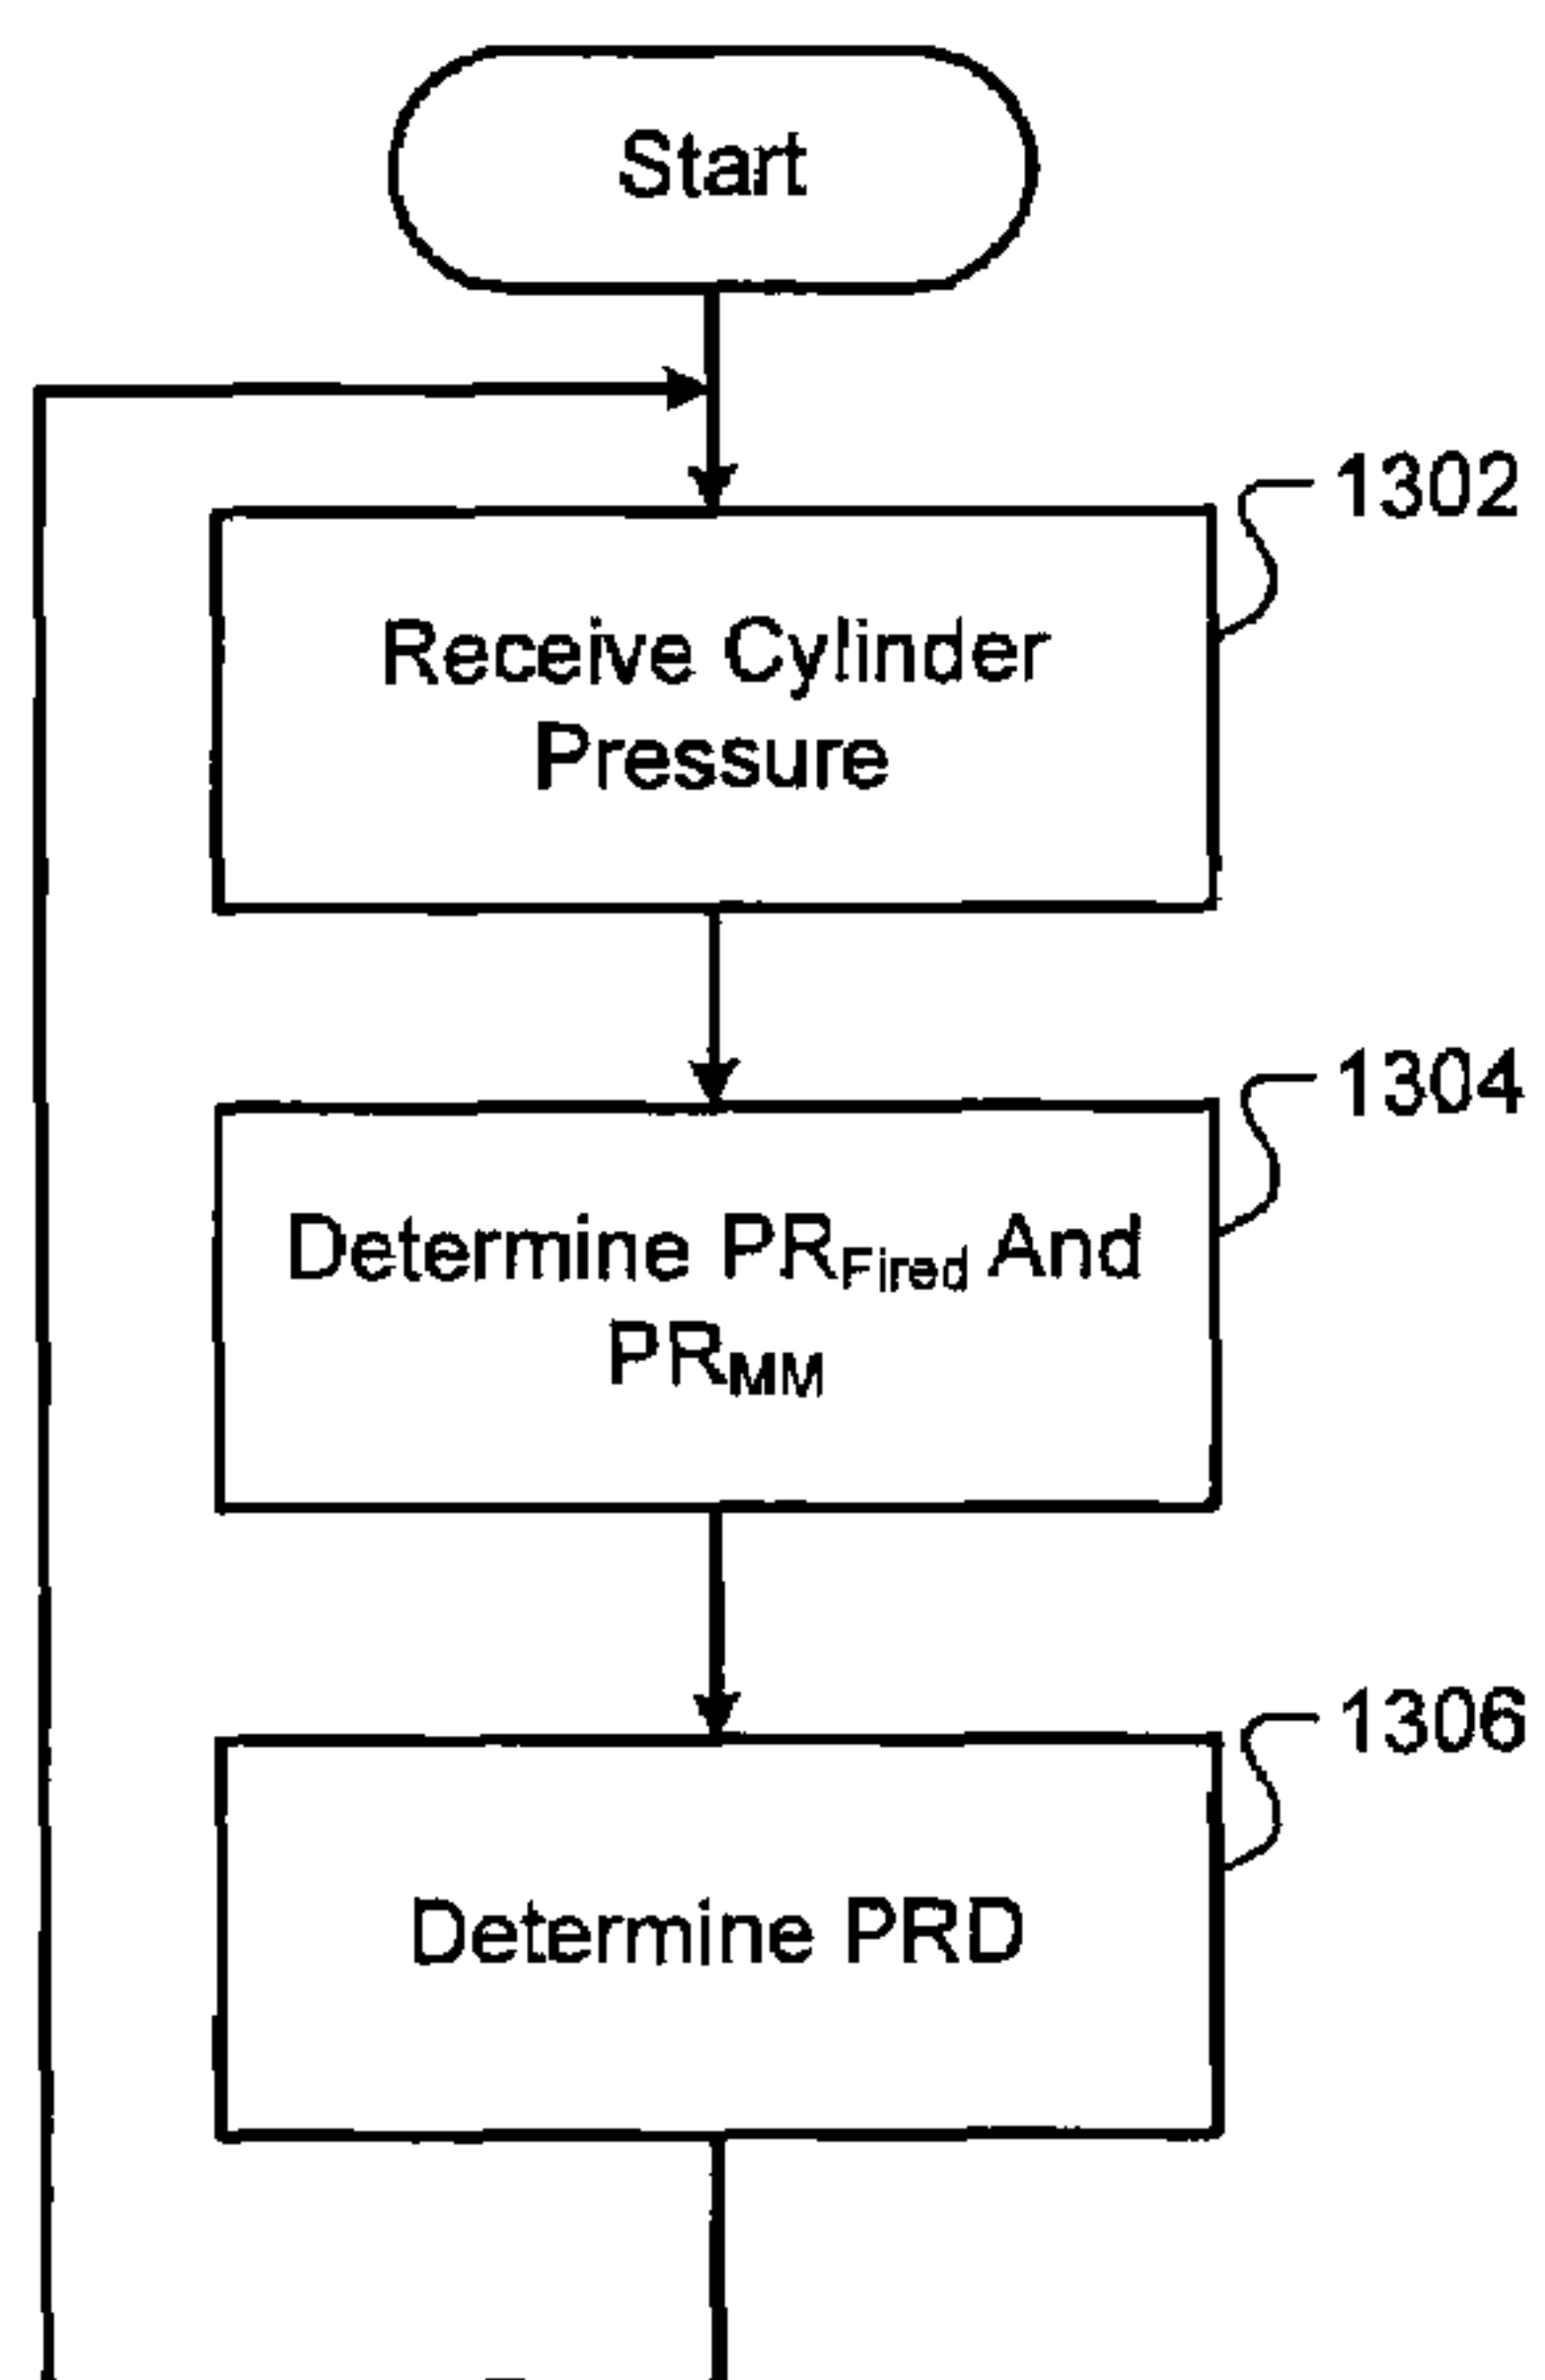 Start
1302
Receive Cylinder
Pressure
1304
Determine PRFired And
PRMM
1306
Determine PRD